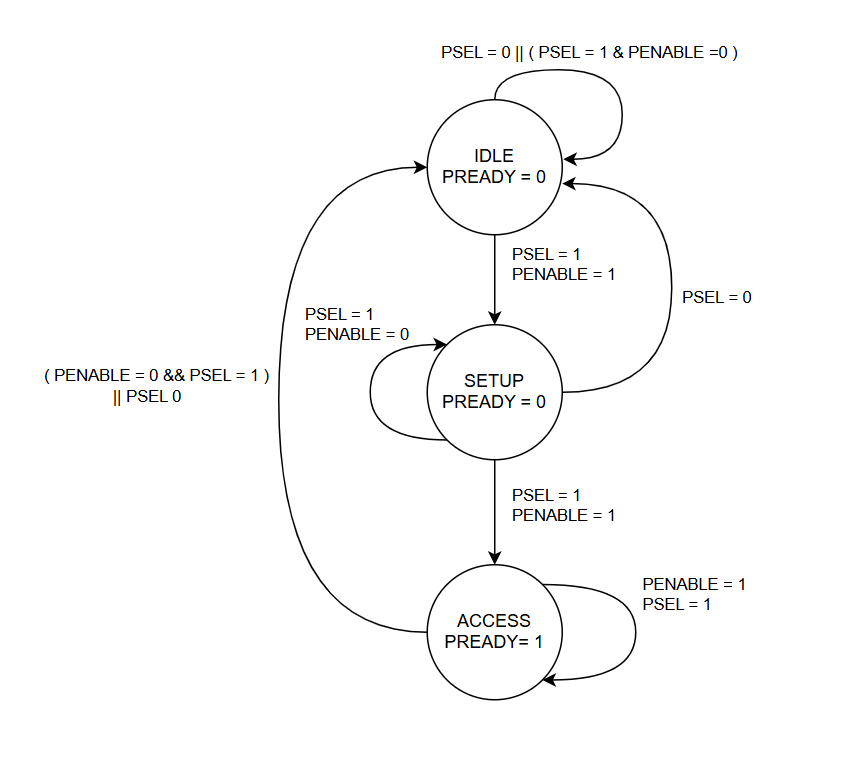 PSEL = 0 || ( PSEL = 1 & PENABLE =0 )
IDLE
PREADY = 0
PSEL = 1
PENABLE = 1
PSEL = 0
PSEL = 1
PENABLE = 0
( PENABLE = 0 && PSEL = 1 )
|| PSEL 0
SETUP
PREADY = 0
PSEL = 1
PENABLE = 1
PENABLE = 1
PSEL = 1
ACCESS
PREADY= 1